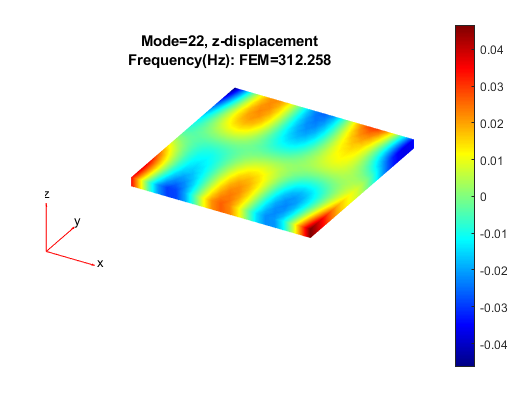 Mode=22, z-displacement
Frequency(Hz): FEM=312.258
0.04
0.03
0.02
0.01
0
-0.01
-0.02
-0.03
-0.04
z
y
x